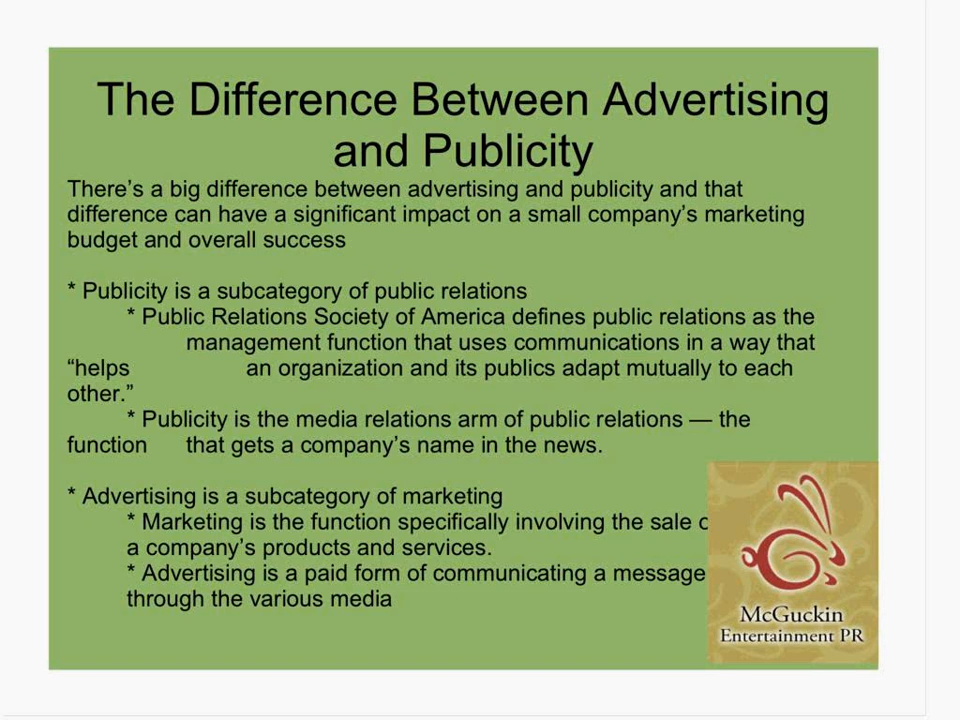 The Difference Between Advertising
and Publicity
There’s a big difference between advertising and publicity and that
difference can have a significant impact on a small company’s marketing
budget and overall success
* Publicity is a subcategory of public relations
* Public Relations Society of America defines public relations as the
management function that uses communications in a way that
“helps an organization and its publics adapt mutually to each
other.”
* Publicity is the media relations arm of public relations — the
function that gets a company’s name in the news.
* Advertising is a subcategory of marketing
* Marketing is the function specifically involving the sale
a company’s products and services.
* Advertising is a paid form of communicating a message
through the various media
McGuckin
Entertainment PR